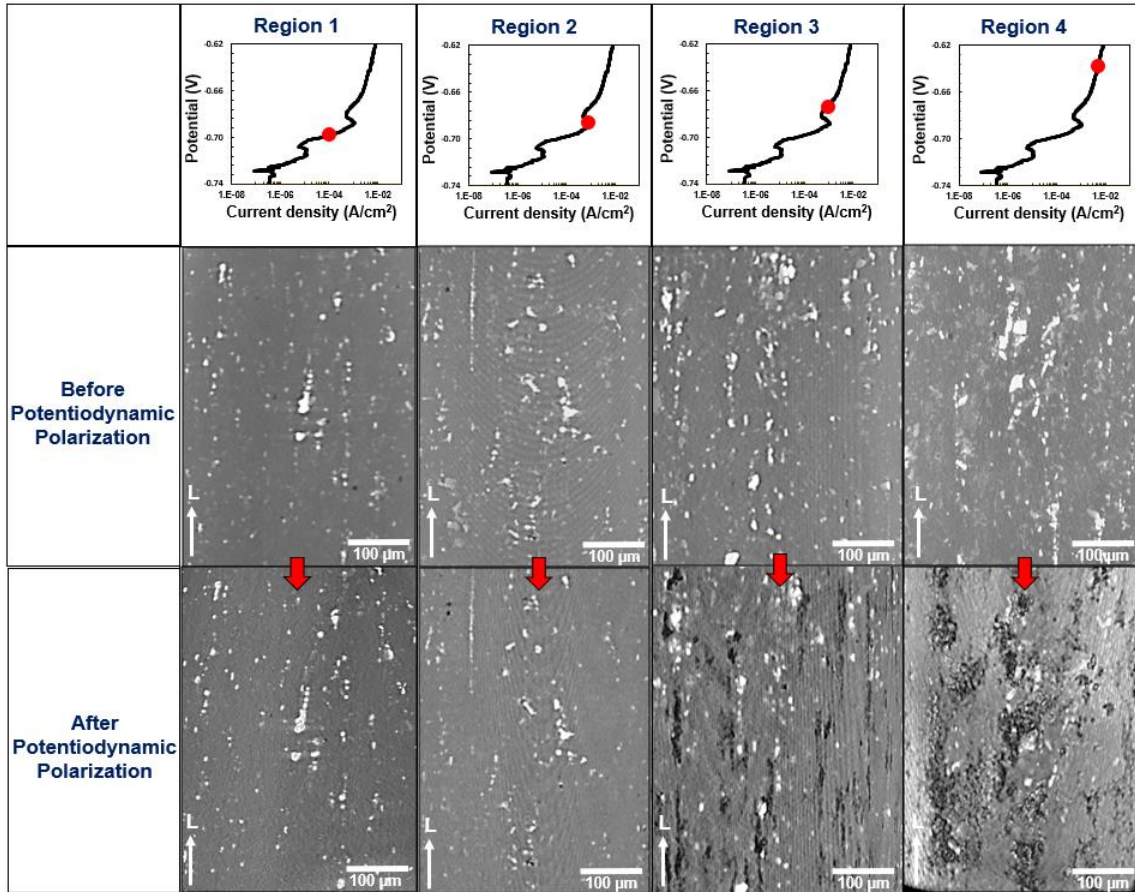 Region 1
Region 2
Region 3
Region 4
-0.62
-0.66
-0.70
-0.74
Potential (V)
1.E-08 1.E-06 1.E-04 1.E-02
Current density (A/cm²)
-0.62
-0.66
-0.70
-0.74
Potential (V)
1.E-08 1.E-06 1.E-04 1.E-02
Current density (A/cm²)
-0.62
-0.66
-0.70
-0.74
Potential (V)
1.E-08 1.E-06 1.E-04 1.E-02
Current density (A/cm²)
-0.62
-0.66
-0.70
-0.74
Potential (V)
1.E-08 1.E-06 1.E-04 1.E-02
Current density (A/cm²)
Before
Potentiodynamic
Polarization
L
100 µm
L
100 µm
L
100 µm
L
100 µm
After
Potentiodynamic
Polarization
L
100 µm
L
100 µm
L
100 µm
L
100 µm